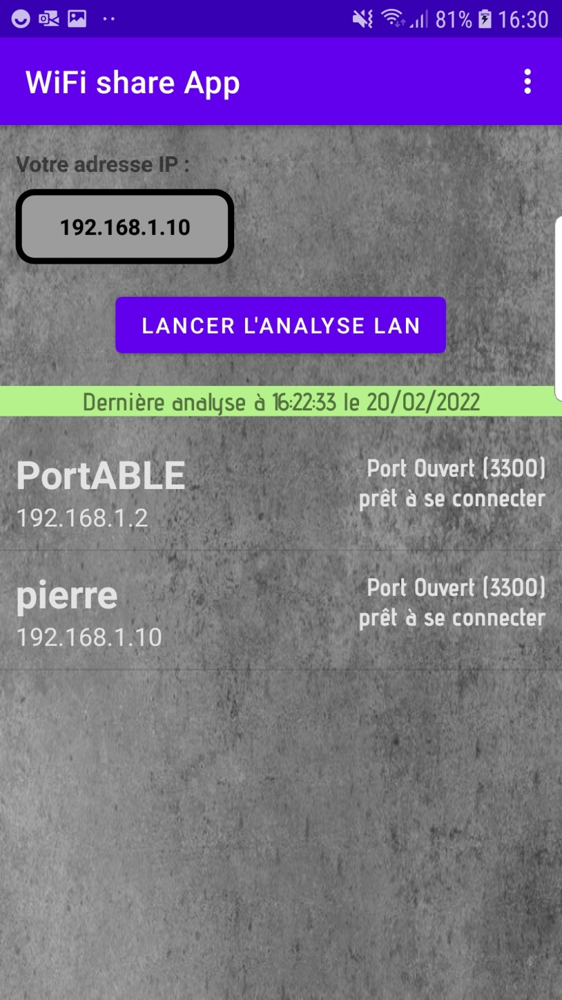 81% 16:30
WiFi share App
Votre adresse IP :
192.168.1.10
LANCER L'ANALYSE LAN
Dernière analyse à 16:22:33 le 20/02/2022
PortABLE
Port Ouvert (3300)
192.168.1.2
prêt à se connecter
pierre
Port Ouvert (3300)
192.168.1.10
prêt à se connecter